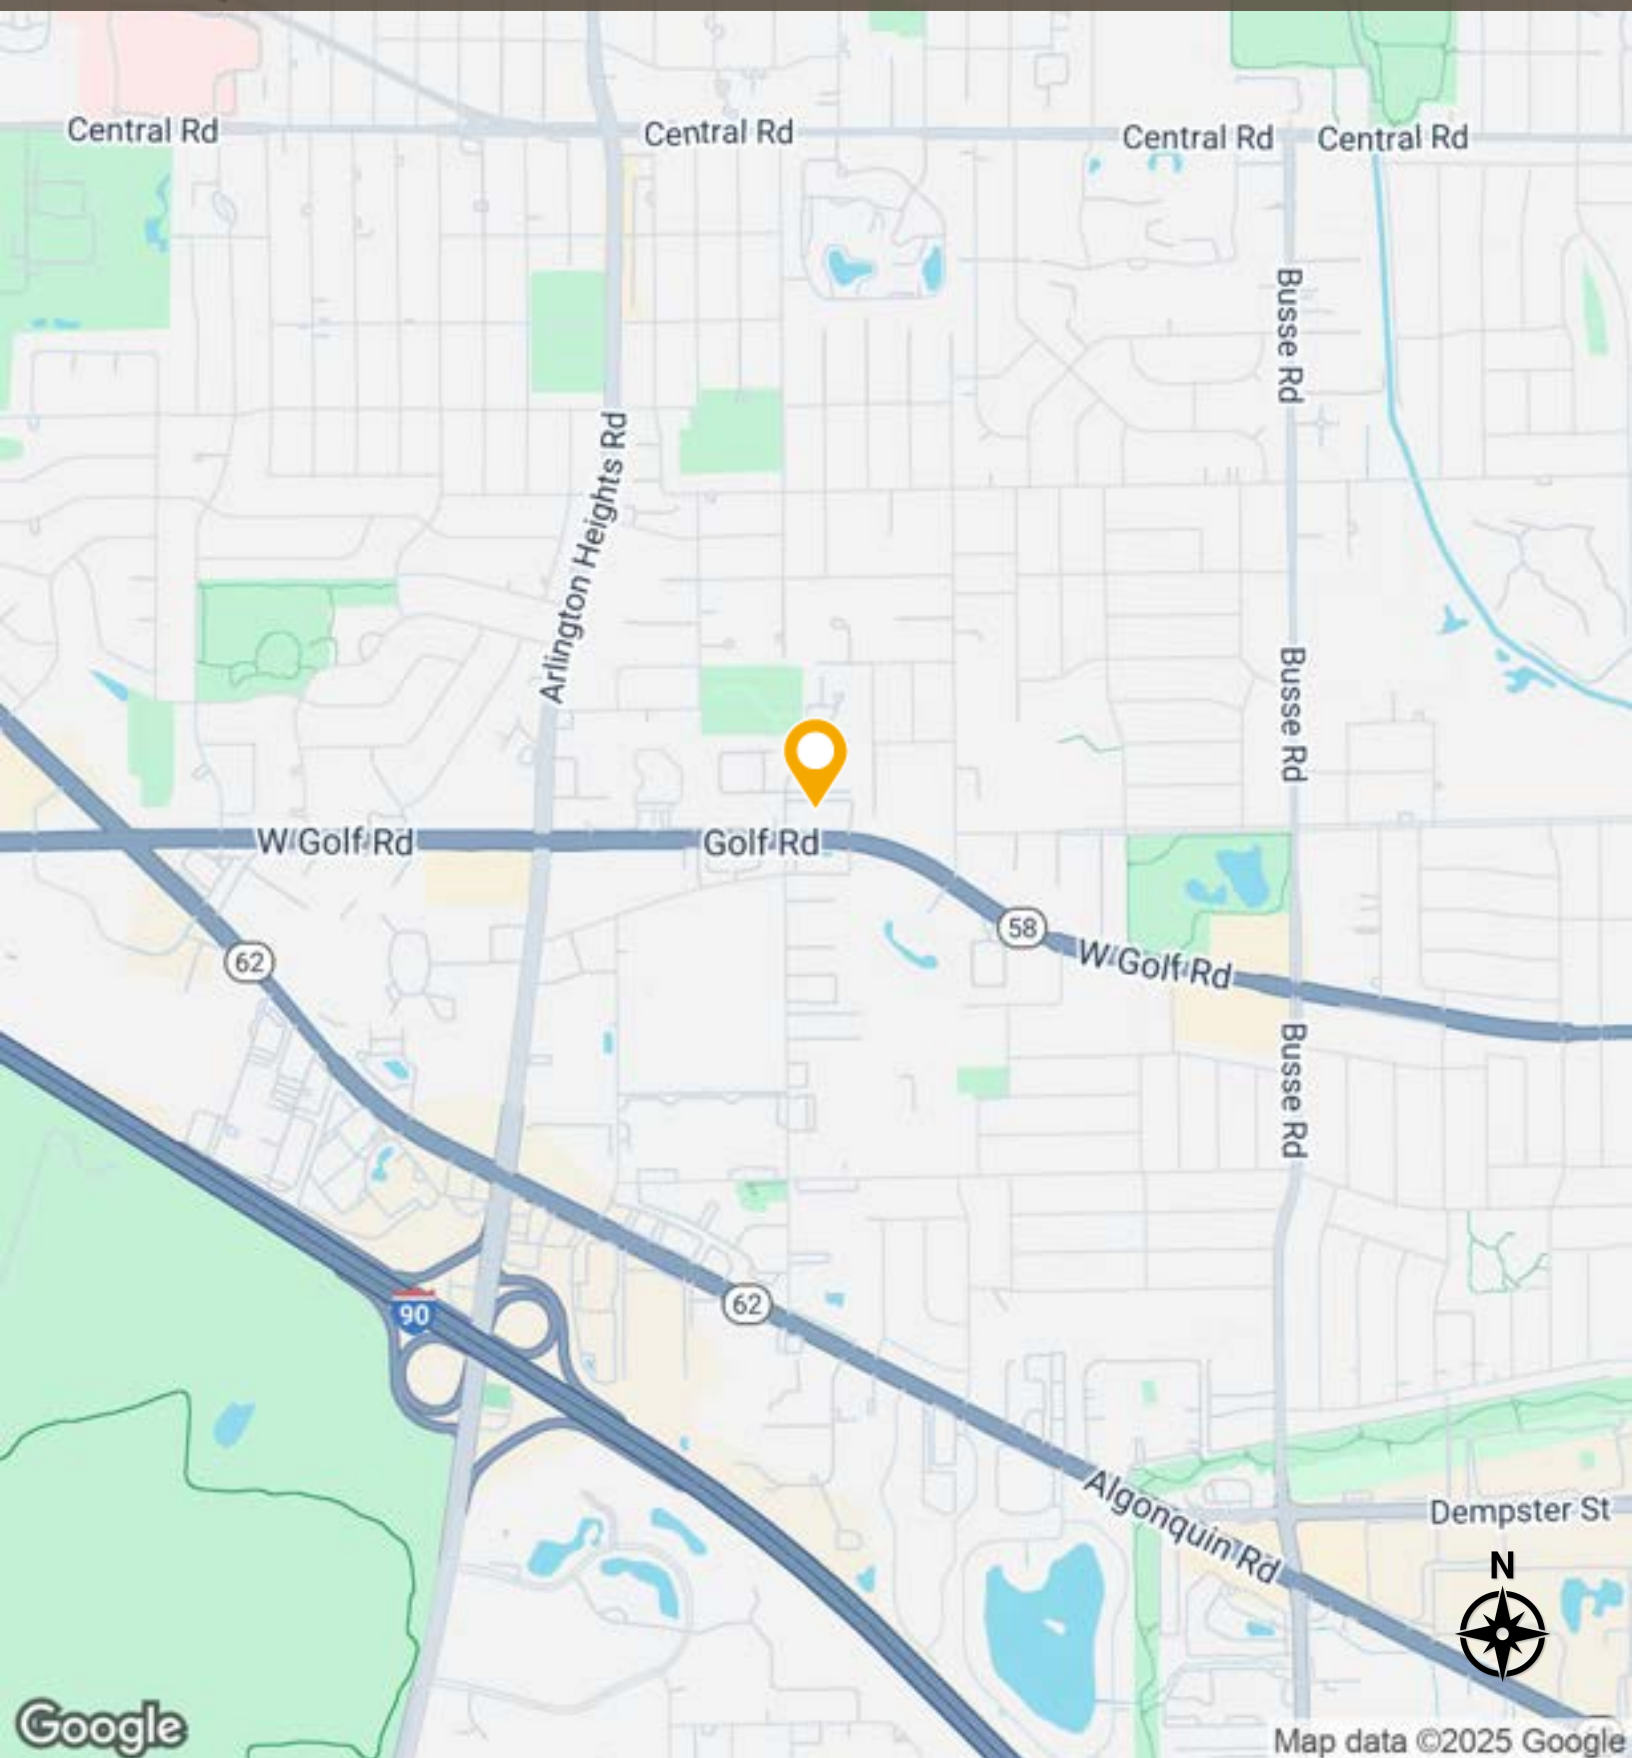 Central Rd
Central Rd
Central Rd
Central Rd
Busse Rd
Arlington Heights Rd
Busse Rd
W Golf Rd
Golf Rd
58
W Golf Rd
62
Busse Rd
62
90
Algonquin Rd
Dempster St
N
Google
Map data ©2025 Google